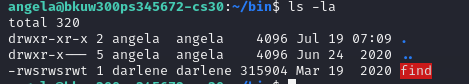 angela@bkuw300ps345672-cs30:~/bin$ ls -la
total 320
drwxr-xr-x 2 angela  angela    4096 Jul 19 07:09 .
drwxr-x--- 5 angela  angela    4096 Jun 24  2020 ..
-rwsrwsrwt 1 darlene darlene 315904 Mar 19  2020 find